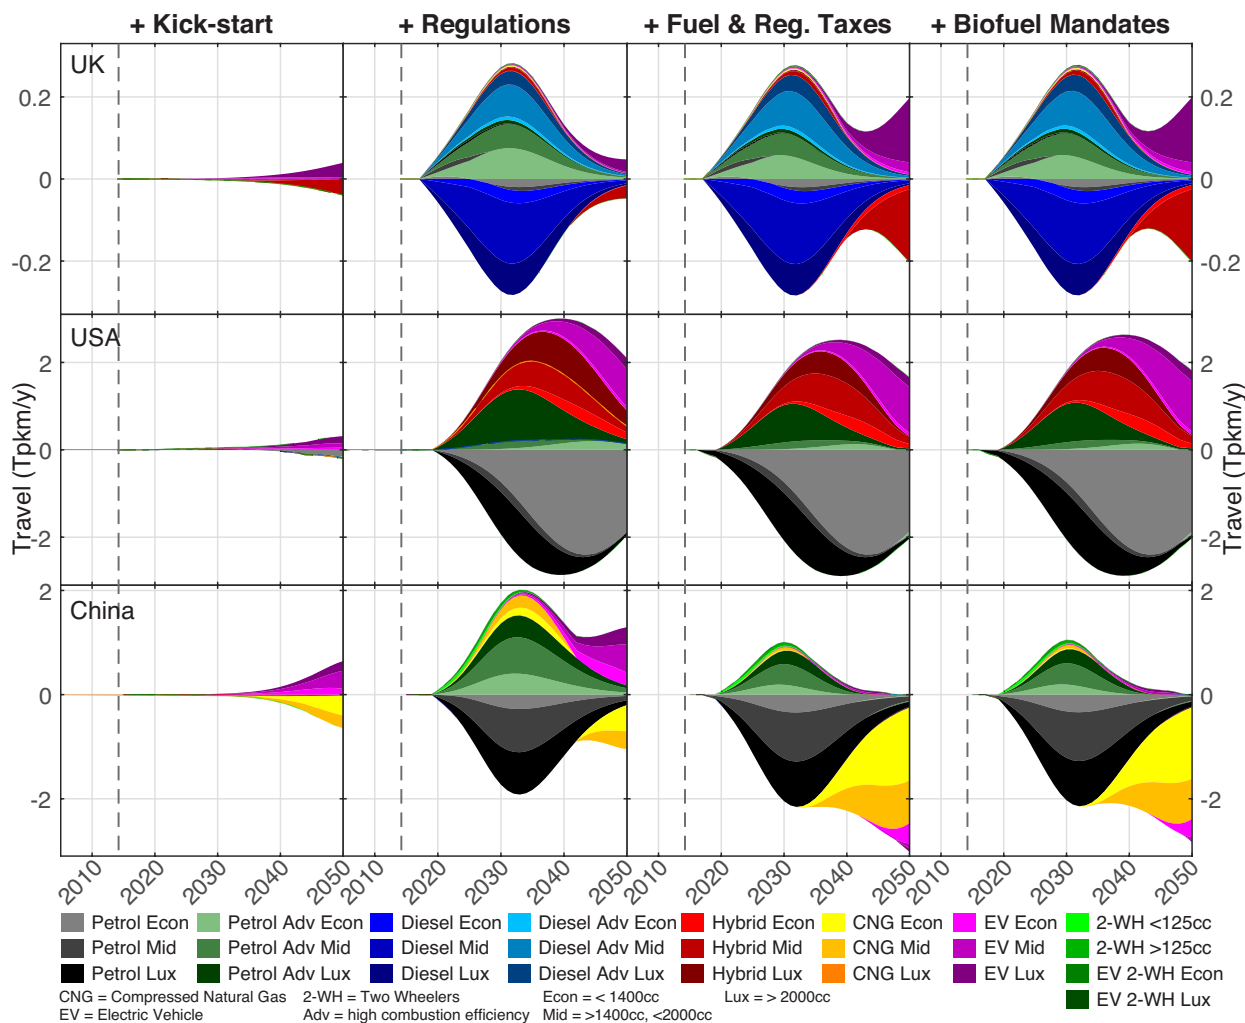 + Kick-start + Regulations + Fuel & Reg. Taxes + Biofuel Mandates
UK
0.2 0.2
0 0
-0.2 -0.2
USA
2 2
0 0
-2 -2
Travel (Tpkm/y) Travel (Tpkm/y)
China
2 2
0 0
-2 -2
2010 2020 2030 2040 2050 2010 2020 2030 2040 2050 2010 2020 2030 2040 2050 2010 2020 2030 2040 2050
Petrol Econ Petrol Adv Econ Diesel Econ Diesel Adv Econ Hybrid Econ CNG Econ EV Econ 2-WH <125cc
Petrol Mid Petrol Adv Mid Diesel Mid Diesel Adv Mid Hybrid Mid CNG Mid EV Mid 2-WH >125cc
Petrol Lux Petrol Adv Lux Diesel Lux Diesel Adv Lux Hybrid Lux CNG Lux EV Lux EV 2-WH Econ
EV 2-WH Lux
CNG = Compressed Natural Gas 2-WH = Two Wheelers Econ = < 1400cc Lux = > 2000cc
EV = Electric Vehicle Adv = high combustion efficiency Mid = >1400cc, <2000cc